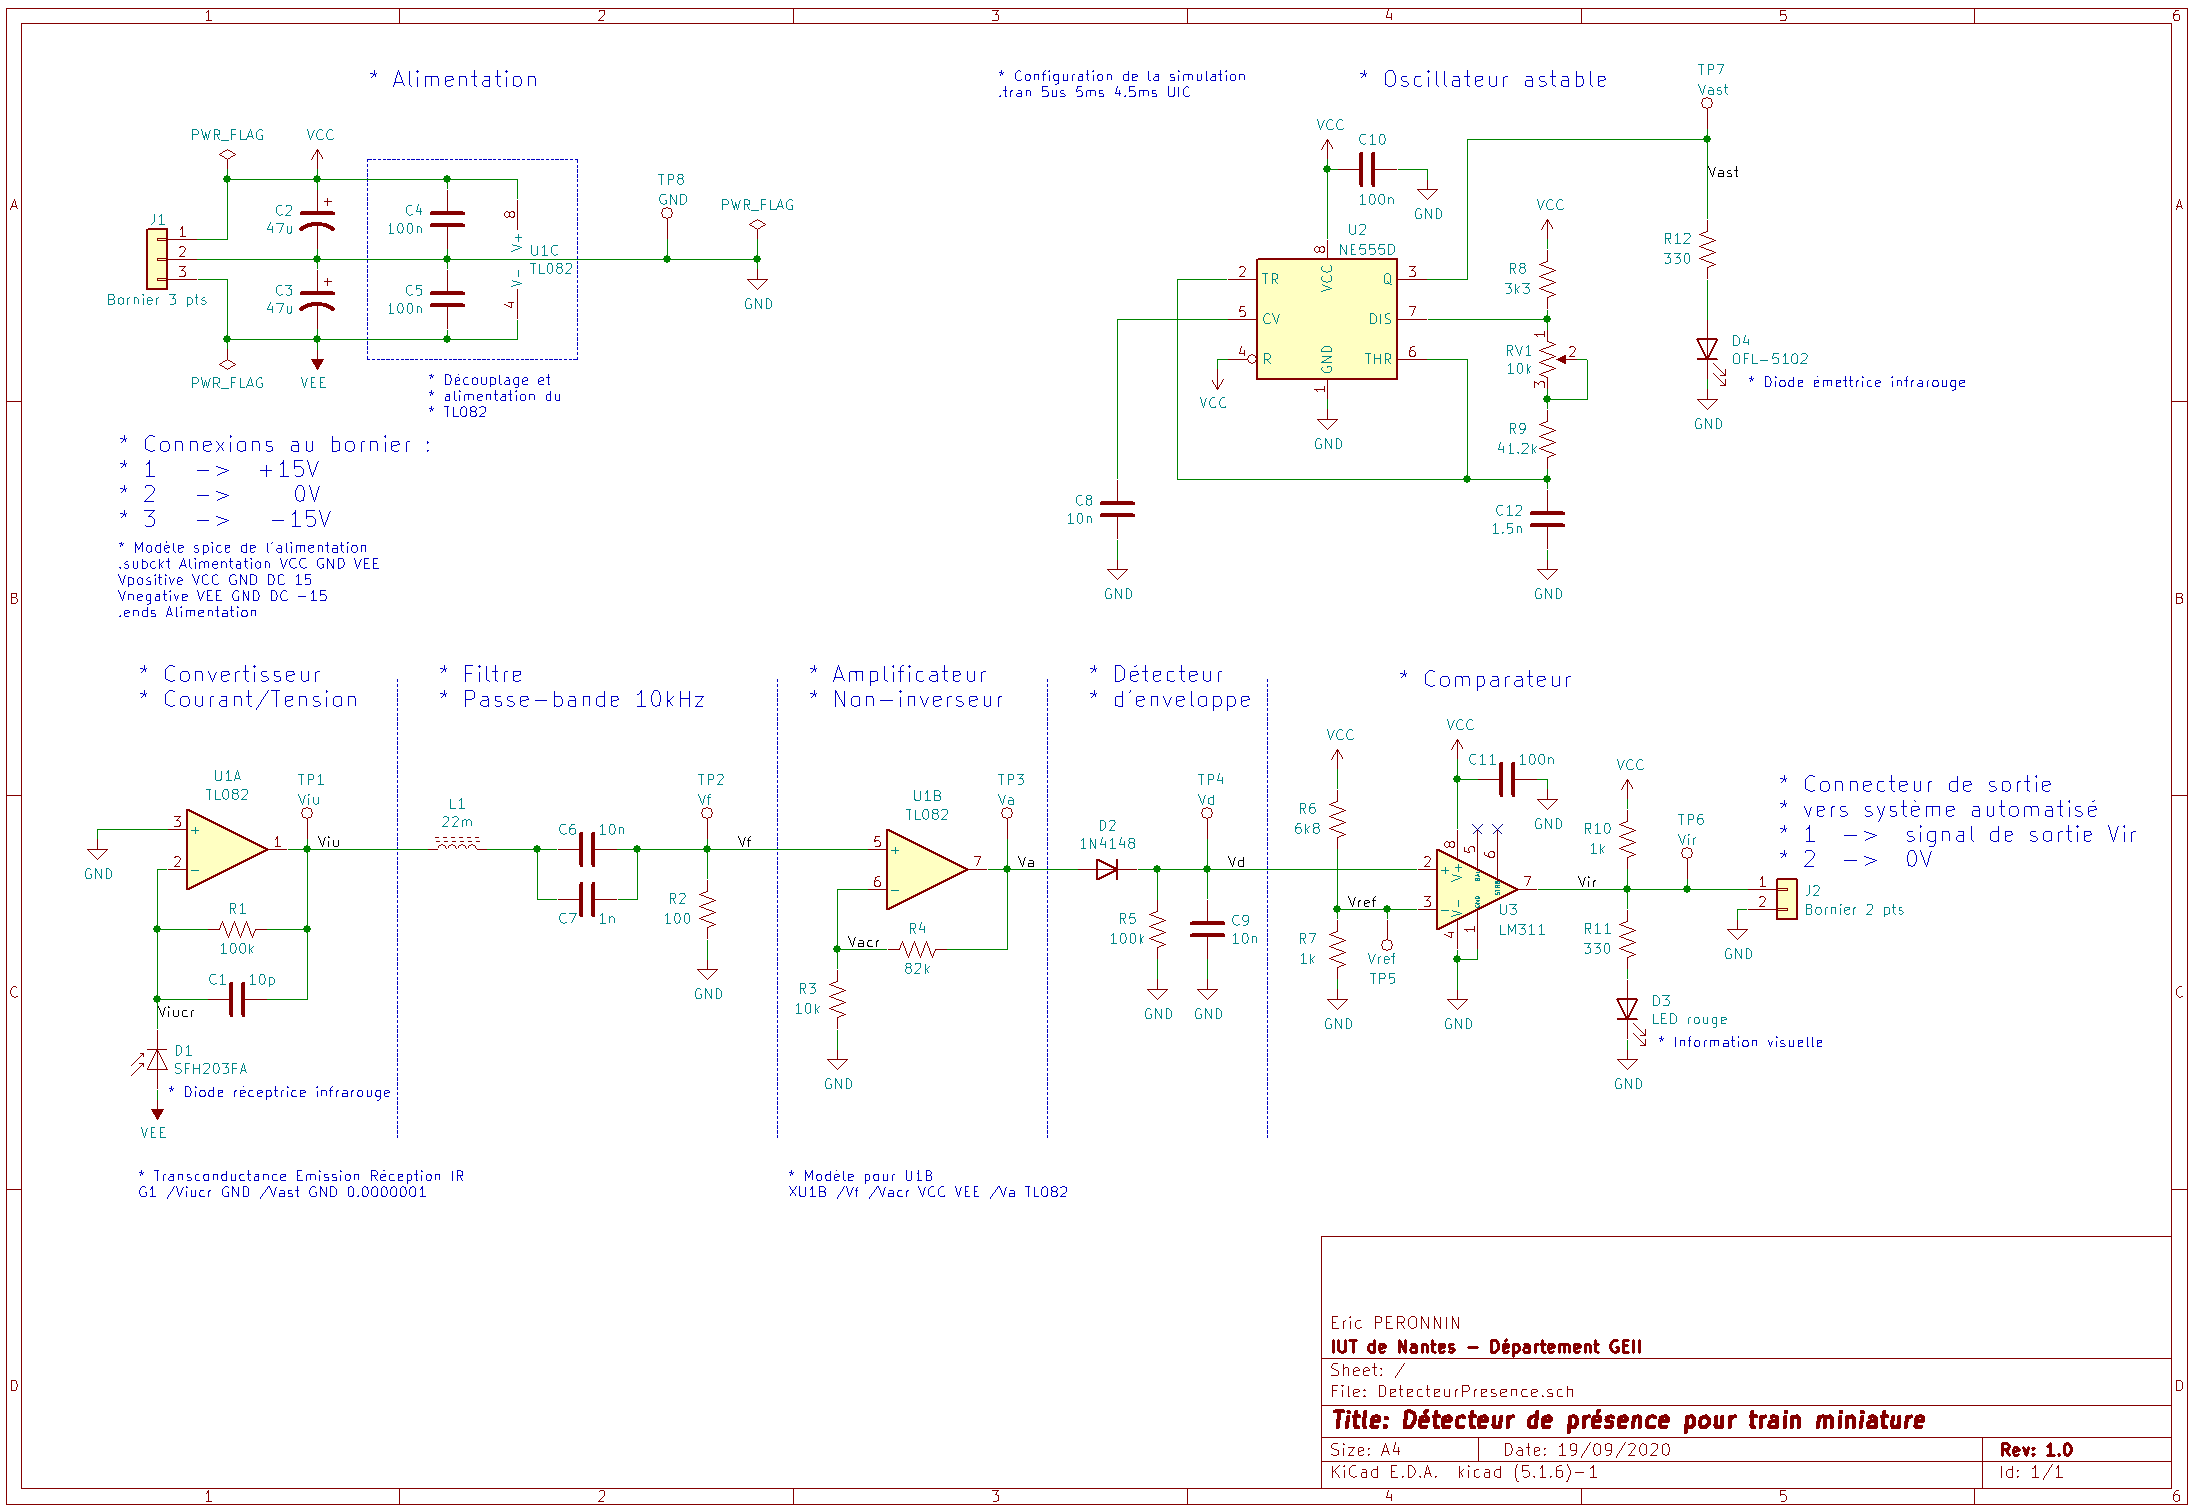 1 2 3 4 5 6
A
B
C
D
* Alimentation
PWR_FLAG
VCC
J1
1
2
3
Bornier 3 pts
C2
47u
+
C3
47u
+
C4
100n
C5
100n
8
V+
V-
4
U1C
TL082
TP8
GND
PWR_FLAG
GND
PWR_FLAG
VEE
* Découplage et
* alimentation du
* TL082
* Connexions au bornier :
* 1 -> +15V
* 2 -> 0V
* 3 -> -15V
* Modèle spice de l'alimentation
.subckt Alimentation VCC GND VEE
Vpositive VCC GND DC 15
Vnegative VEE GND DC -15
.ends Alimentation
* Configuration de la simulation
.tran 5us 5ms 4.5ms UIC
* Oscillateur astable
TP7
Vast
VCC
C10
100n
GND
U2
NE555D
8
VCC
2 TR
5 CV
4 R
Q 3
DIS 7
THR 6
GND
1
VCC
GND
C8
10n
GND
VCC
R8
3k3
RV1
10k
1
2
3
R9
41.2k
C12
1.5n
GND
Vast
R12
330
D4
OFL-5102
* Diode émettrice infrarouge
GND
* Convertisseur
* Courant/Tension
U1A
TL082
TP1
Viu
3
+
2
-
1
Viu
GND
R1
100k
C1 10p
Viucr
D1
SFH203FA
* Diode réceptrice infrarouge
VEE
* Transconductance Emission Réception IR
G1 /Viucr GND /Vast GND 0.0000001
* Filtre
* Passe-bande 10kHz
L1
22m
C6 10n
C7 1n
TP2
Vf
Vf
R2
100
GND
* Amplificateur
* Non-inverseur
U1B
TL082
TP3
Va
5
+
6
-
7
Va
Vacr
R4
82k
R3
10k
GND
* Modèle pour U1B
XU1B /Vf /Vacr VCC VEE /Va TL082
* Détecteur
* d'enveloppe
D2
1N4148
TP4
Vd
Vd
R5
100k
C9
10n
GND
GND
* Comparateur
VCC
R6
6k8
Vref
R7
1k
GND
Vref
TP5
VCC
C11 100n
GND
8
5
6
2
+
V+
3
-
V-
7
4
1
U3
LM311
GND
VCC
R10
1k
Vir
TP6
Vir
R11
330
D3
LED rouge
* Information visuelle
GND
* Connecteur de sortie
* vers système automatisé
* 1 -> signal de sortie Vir
* 2 -> 0V
1
2
J2
Bornier 2 pts
GND
Eric PERONNIN
IUT de Nantes - Département GEII
Sheet: /
File: DetecteurPresence.sch
Title: Détecteur de présence pour train miniature
Size: A4 Date: 19/09/2020 Rev: 1.0
KiCad E.D.A. kicad (5.1.6)-1 Id: 1/1
A
B
C
D
1 2 3 4 5 6